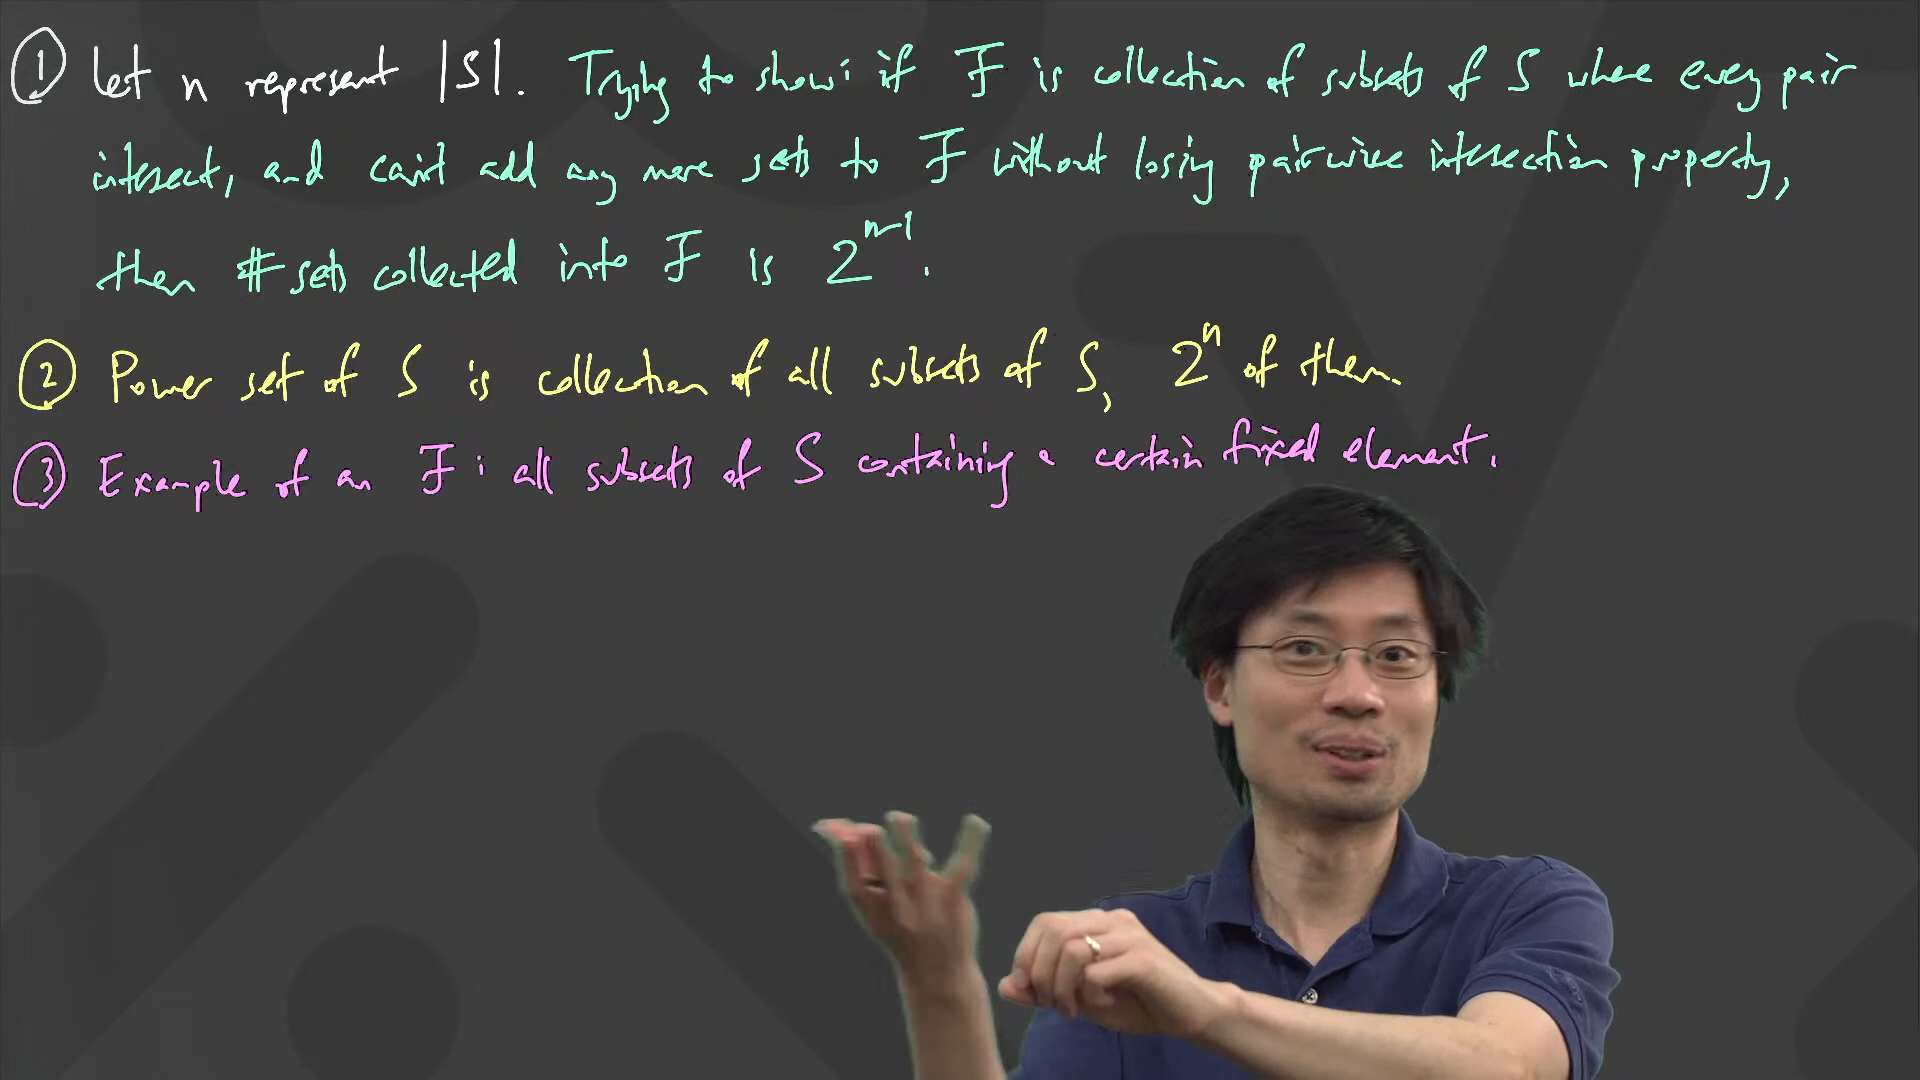 ① Let n represent |S|. Trying to show: if F is collection of subsets of S where every pair
intersect, and can't add any more sets to F without losing pairwise intersection property,
then # sets collected into F is 2^{n-1}.
② Power set of S is collection of all subsets of S, 2^n of them.
③ Example of an F: all subsets of S containing a certain fixed element.